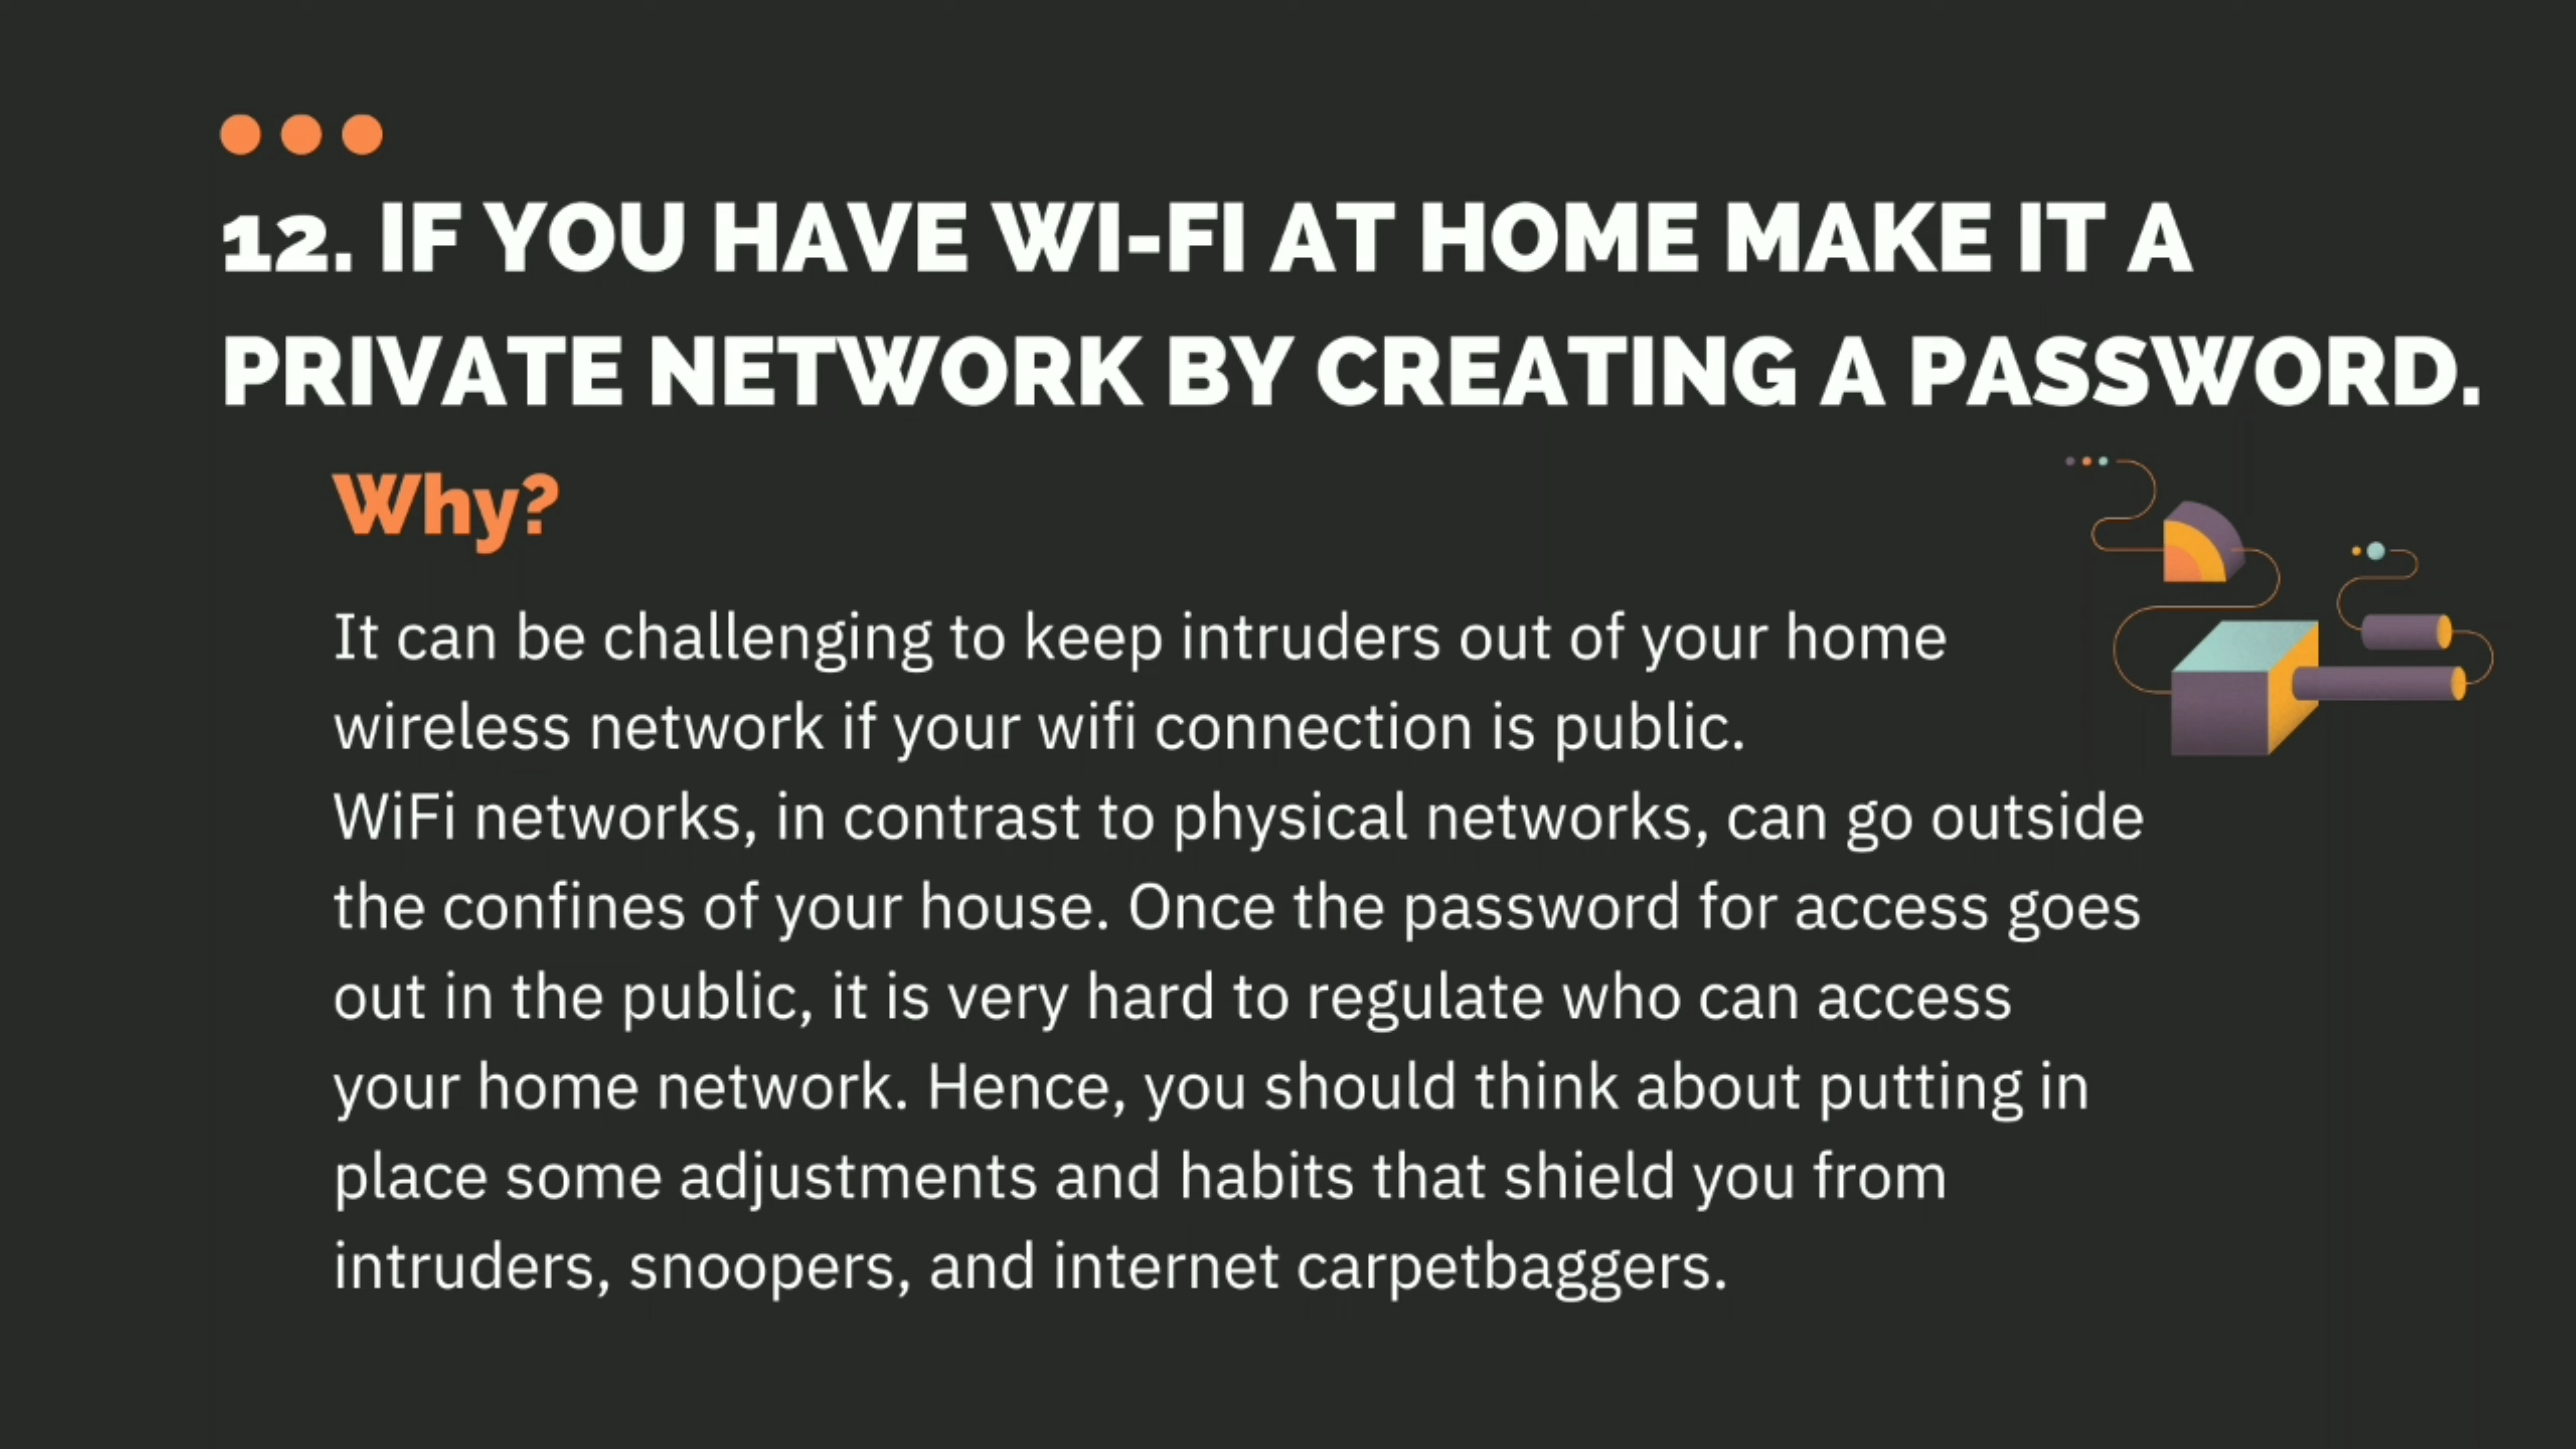 12. IF YOU HAVE WI-FI AT HOME MAKE IT A
PRIVATE NETWORK BY CREATING A PASSWORD.
Why?
It can be challenging to keep intruders out of your home
wireless network if your wifi connection is public.
WiFi networks, in contrast to physical networks, can go outside
the confines of your house. Once the password for access goes
out in the public, it is very hard to regulate who can access
your home network. Hence, you should think about putting in
place some adjustments and habits that shield you from
intruders, snoopers, and internet carpetbaggers.